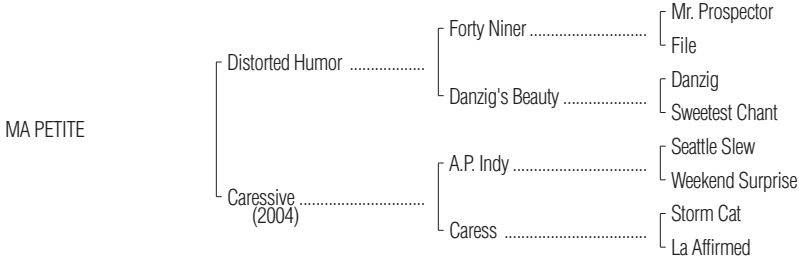 Mr. Prospector
Forty Niner ............................
File
Distorted Humor ..................
Danzig
Danzig's Beauty ....................
Sweetest Chant
MA PETITE
Seattle Slew
A.P. Indy ................................
Weekend Surprise
Caressive ..............................
(2004)
Storm Cat
Caress ..................................
La Affirmed